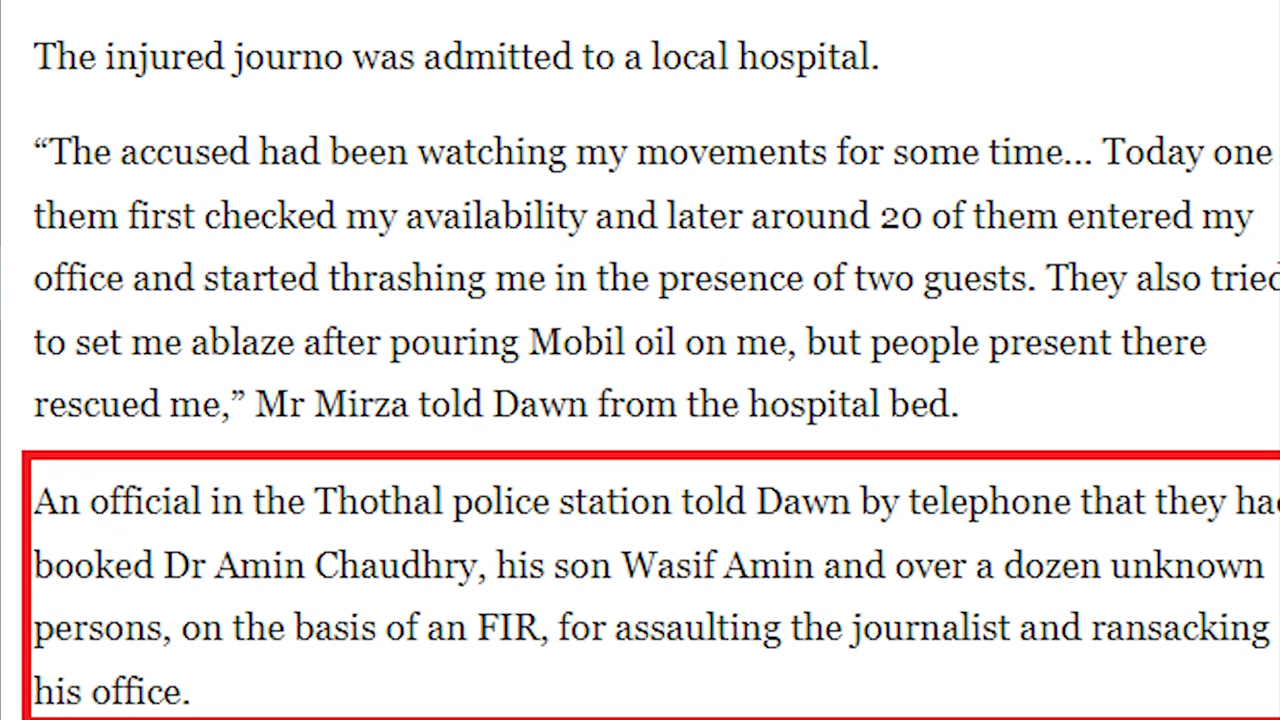 The injured journo was admitted to a local hospital.
“The accused had been watching my movements for some time... Today one
them first checked my availability and later around 20 of them entered my
office and started thrashing me in the presence of two guests. They also tried
to set me ablaze after pouring Mobil oil on me, but people present there
rescued me,” Mr Mirza told Dawn from the hospital bed.
An official in the Thothal police station told Dawn by telephone that they had
booked Dr Amin Chaudhry, his son Wasif Amin and over a dozen unknown
persons, on the basis of an FIR, for assaulting the journalist and ransacking
his office.